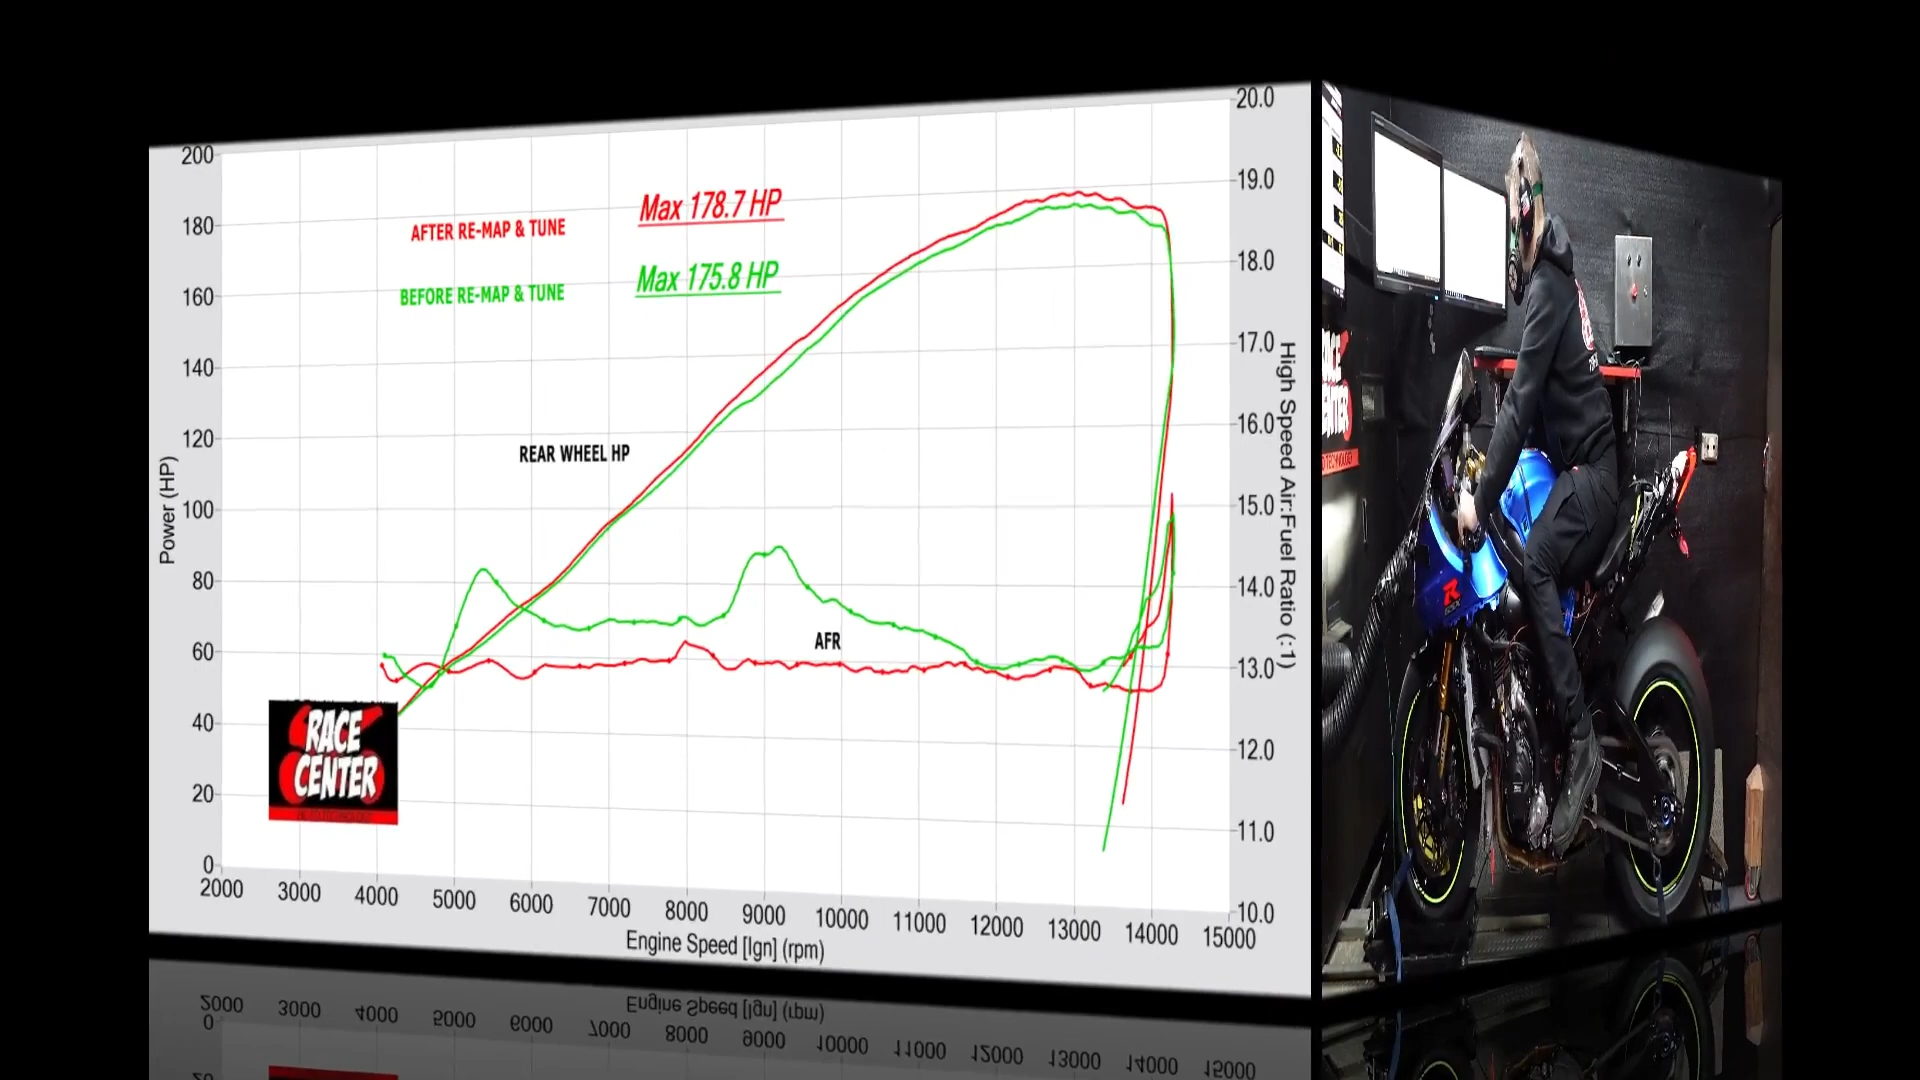 200
180
160
140
120
100
80
60
40
20
0
Power (HP)
AFTER RE-MAP & TUNE
Max 178.7 HP
BEFORE RE-MAP & TUNE
Max 175.8 HP
REAR WHEEL HP
AFR
RACE
CENTER
2000 3000 4000 5000 6000 7000 8000 9000 10000 11000 12000 13000 14000 15000
Engine Speed [Ign] (rpm)
20.0
19.0
18.0
17.0
16.0
15.0
14.0
13.0
12.0
11.0
10.0
High Speed Air:Fuel Ratio (:1)
R